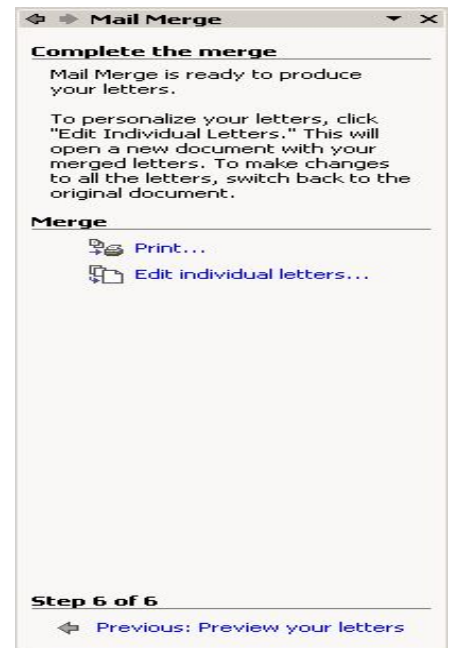 Mail Merge
Complete the merge
Mail Merge is ready to produce
your letters.
To personalize your letters, click
"Edit Individual Letters." This will
open a new document with your
merged letters. To make changes
to all the letters, switch back to the
original document.
Merge
Print...
Edit individual letters...
Step 6 of 6
Previous: Preview your letters